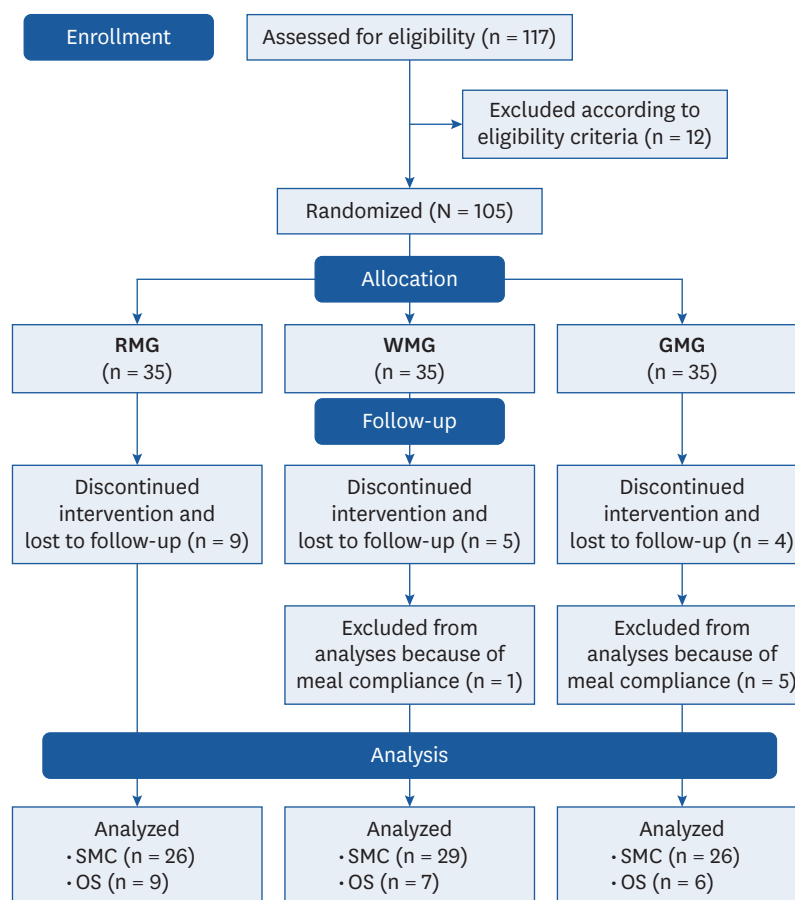 Enrollment
Assessed for eligibility (n = 117)
Excluded according to
eligibility criteria (n = 12)
Randomized (N = 105)
Allocation
RMG
(n = 35)
WMG
(n = 35)
GMG
(n = 35)
Follow-up
Discontinued
intervention and
lost to follow-up (n = 9)
Discontinued
intervention and
lost to follow-up (n = 5)
Discontinued
intervention and
lost to follow-up (n = 4)
Excluded from
analyses because of
meal compliance (n = 1)
Excluded from
analyses because of
meal compliance (n = 5)
Analysis
Analyzed
· SMC (n = 26)
· OS (n = 9)
Analyzed
· SMC (n = 29)
· OS (n = 7)
Analyzed
· SMC (n = 26)
· OS (n = 6)